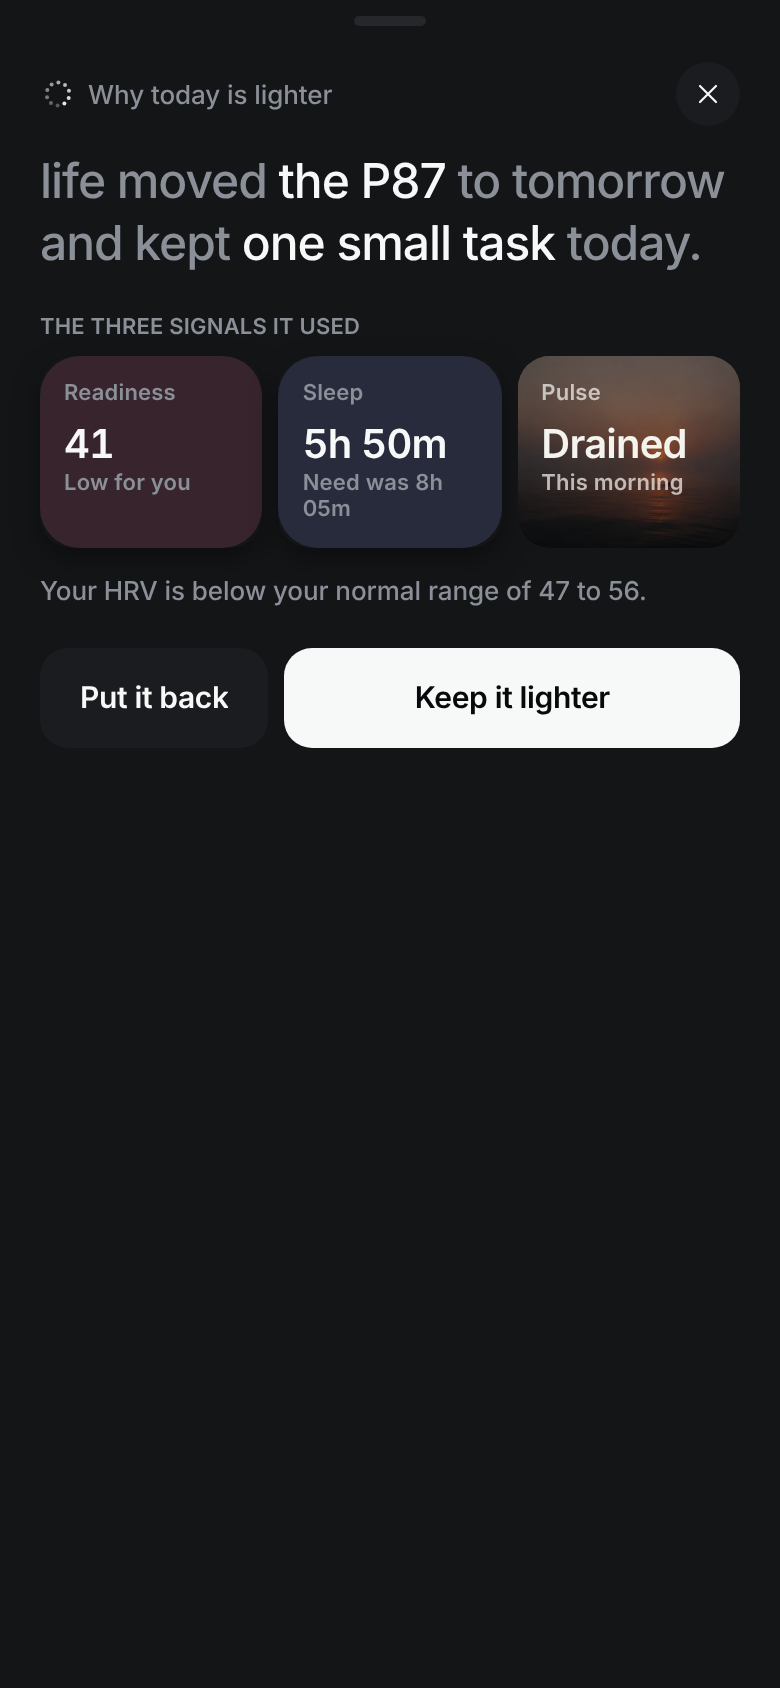 Why today is lighter
life moved the P87 to tomorrow
and kept one small task today.
THE THREE SIGNALS IT USED
Readiness
41
Low for you
Sleep
5h 50m
Need was 8h
05m
Pulse
Drained
This morning
Your HRV is below your normal range of 47 to 56.
Put it back
Keep it lighter